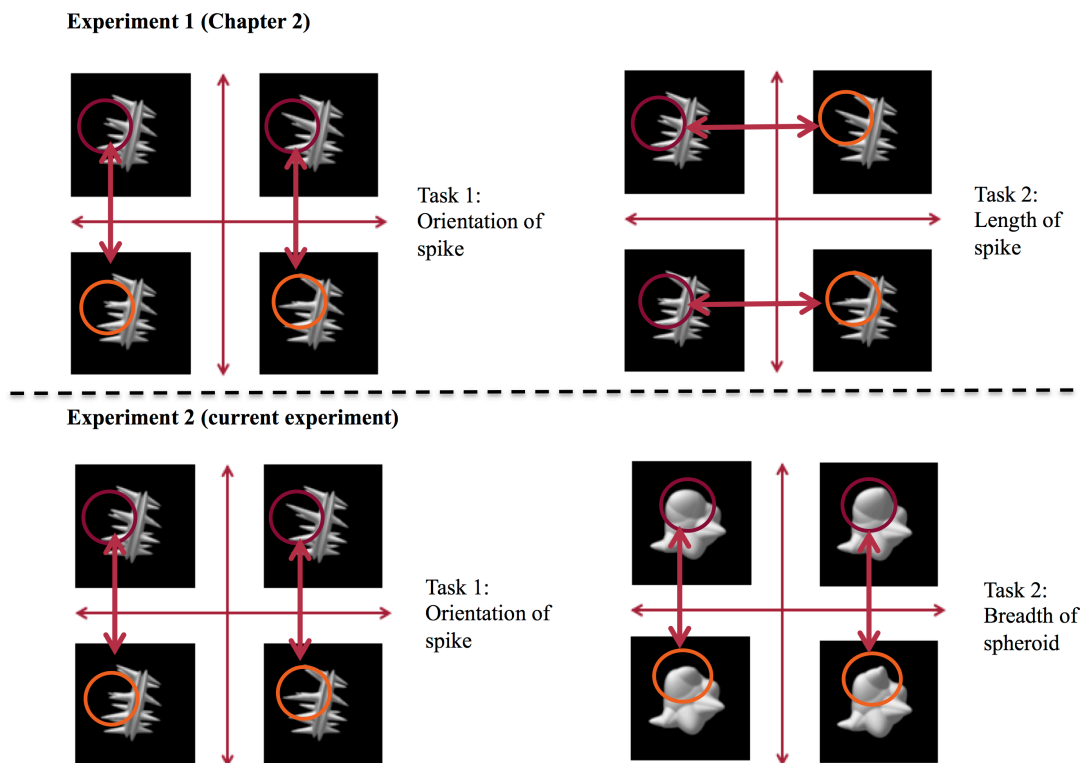 Experiment 1 (Chapter 2)
Task 1:
Orientation of
spike
Task 2:
Length of
spike
Experiment 2 (current experiment)
Task 1:
Orientation of
spike
Task 2:
Breadth of
spheroid